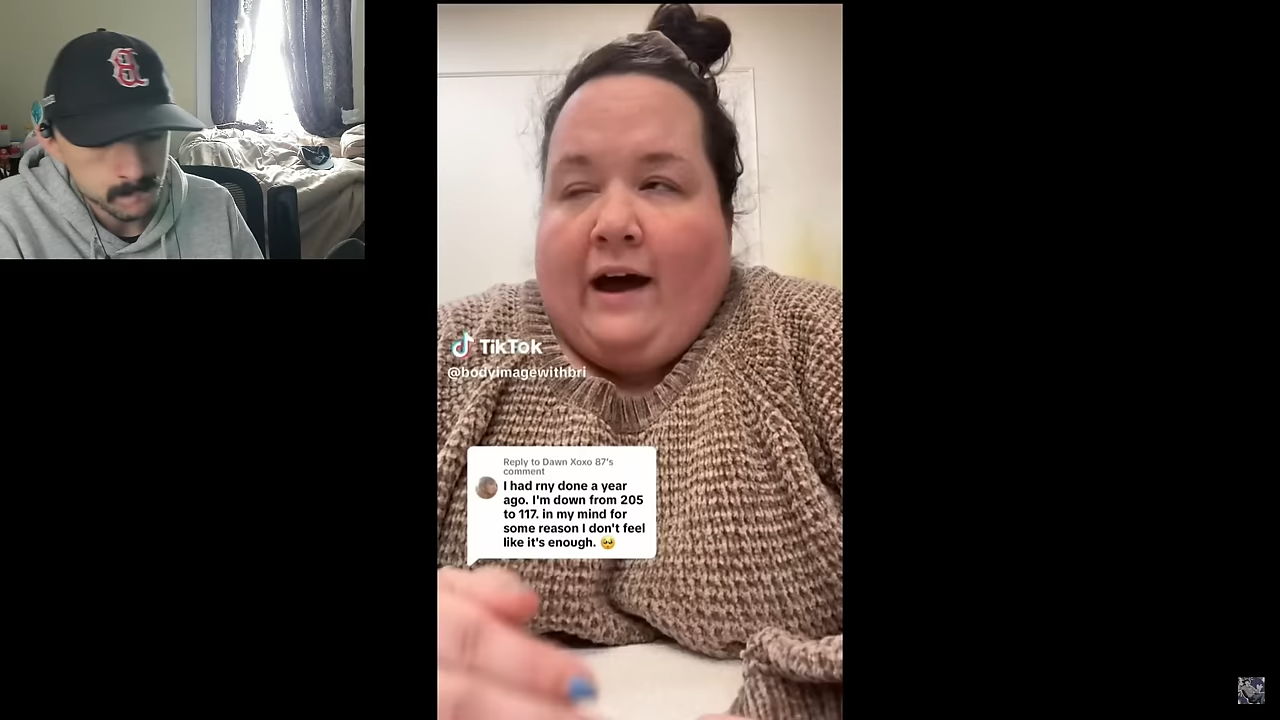 B
TikTok
@bodyimagewithbri
Reply to Dawn Xoxo 87's
comment
I had rny done a year
ago. I'm down from 205
to 117. in my mind for
some reason I don't feel
like it's enough. 🥺